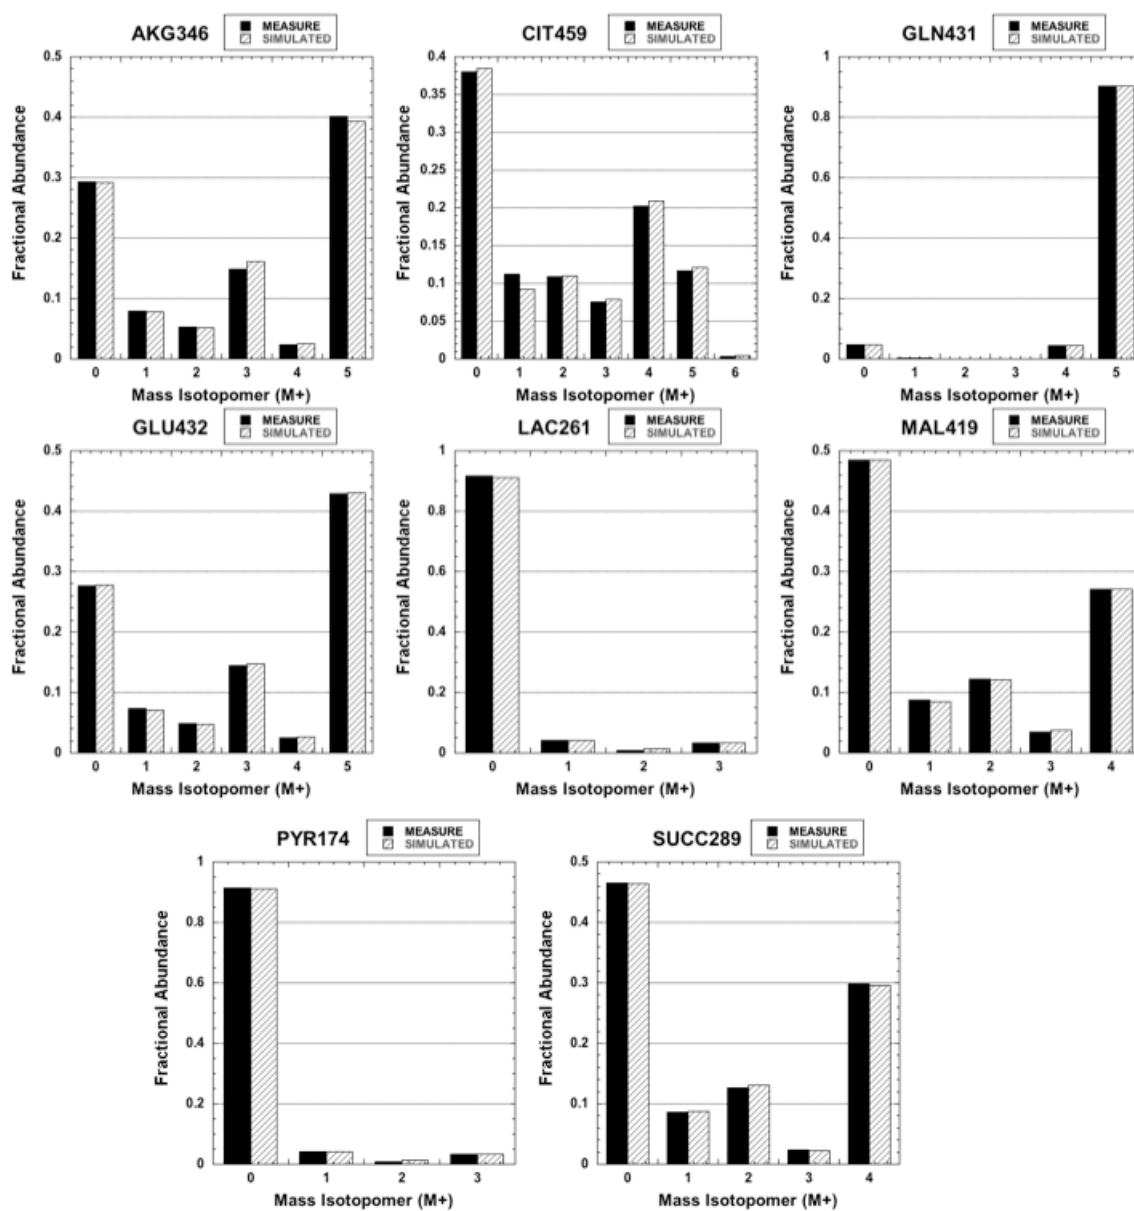 AKG346
MEASURE
SIMULATED
Fractional Abundance
0.5
0.4
0.3
0.2
0.1
0
0 1 2 3 4 5
Mass Isotopomer (M+)
CIT459
MEASURE
SIMULATED
Fractional Abundance
0.4
0.35
0.3
0.25
0.2
0.15
0.1
0.05
0
0 1 2 3 4 5 6
Mass Isotopomer (M+)
GLN431
MEASURE
SIMULATED
Fractional Abundance
1
0.8
0.6
0.4
0.2
0
0 1 2 3 4 5
Mass Isotopomer (M+)
GLU432
MEASURE
SIMULATED
Fractional Abundance
0.5
0.4
0.3
0.2
0.1
0
0 1 2 3 4 5
Mass Isotopomer (M+)
LAC261
MEASURE
SIMULATED
Fractional Abundance
1
0.8
0.6
0.4
0.2
0
0 1 2 3
Mass Isotopomer (M+)
MAL419
MEASURE
SIMULATED
Fractional Abundance
0.5
0.4
0.3
0.2
0.1
0
0 1 2 3 4
Mass Isotopomer (M+)
PYR174
MEASURE
SIMULATED
Fractional Abundance
1
0.8
0.6
0.4
0.2
0
0 1 2 3
Mass Isotopomer (M+)
SUCC289
MEASURE
SIMULATED
Fractional Abundance
0.5
0.4
0.3
0.2
0.1
0
0 1 2 3 4
Mass Isotopomer (M+)